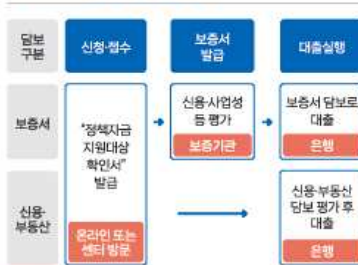 담보
구분
신청·접수
보증서
발급
대출실행
보증서
"정책자금
지원대상
확인서"
발급
온라인 또는
센터 방문
신용·사업성
등 평가
보증기관
보증서 담보로
대출
은행
신용·
부동산
신용·부동산
담보 평가 후
대출
은행